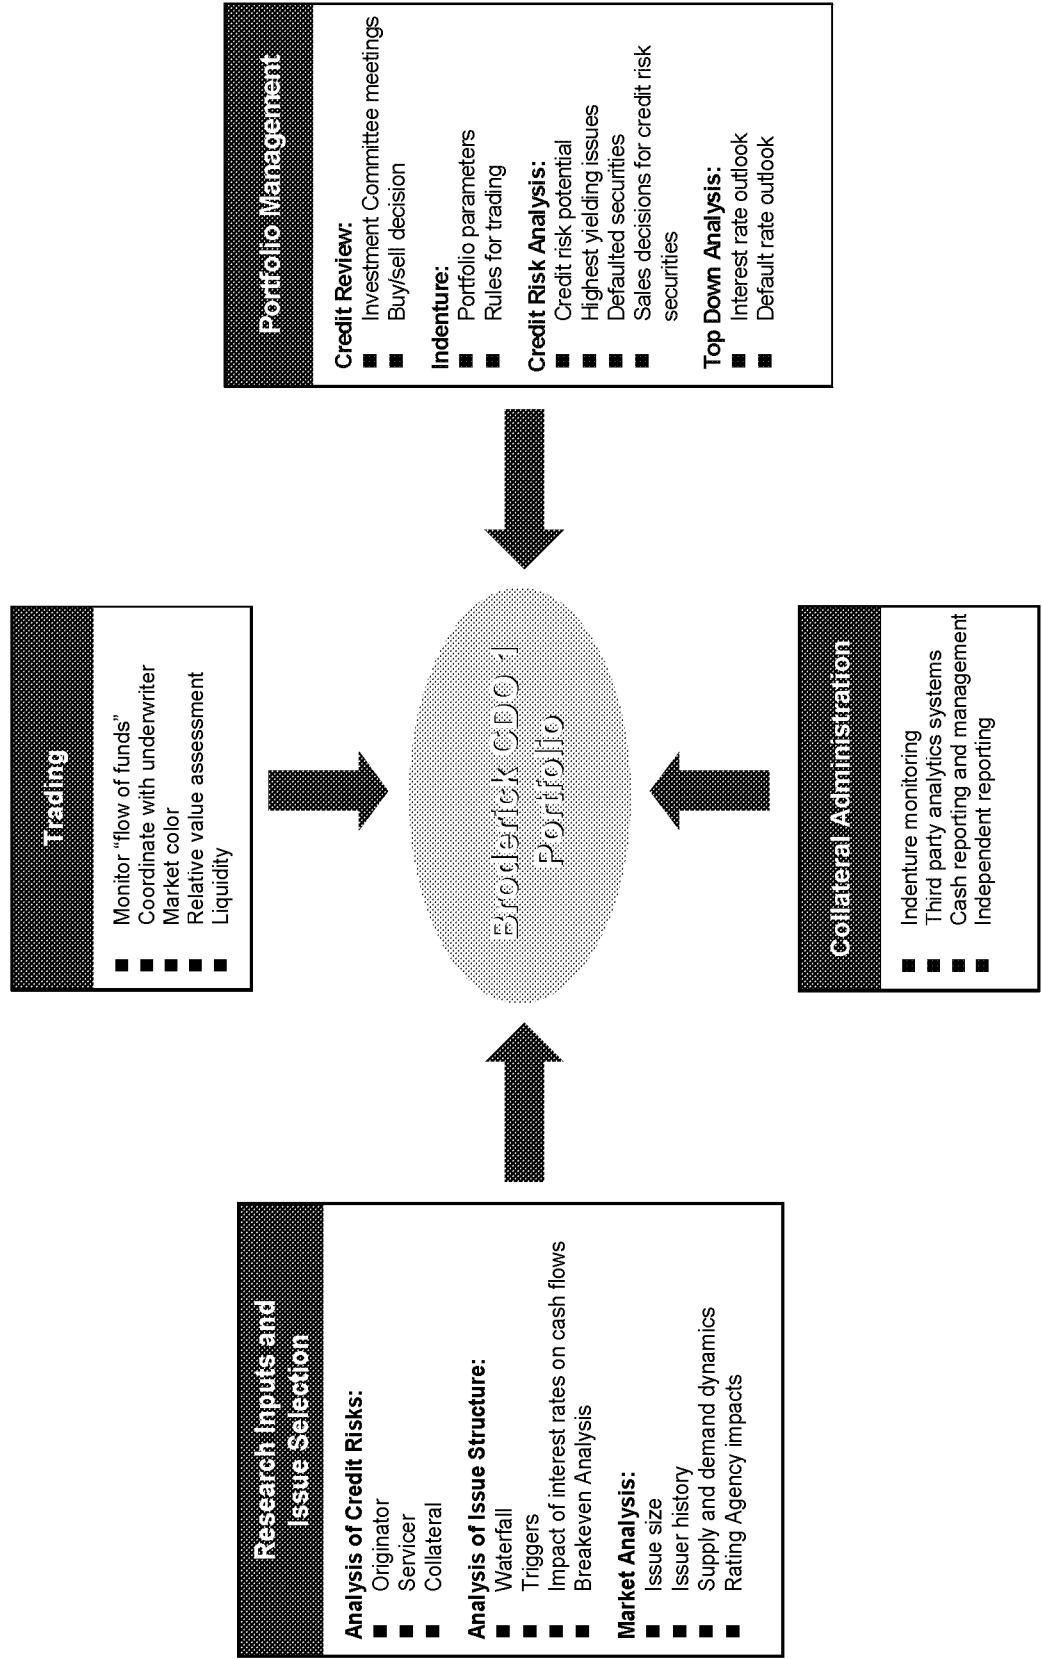 Research Inputs and
Issue Selection
Analysis of Credit Risks:
Originator
Servicer
Collateral
Analysis of Issue Structure:
Waterfall
Triggers
Impact of interest rates on cash flows
Breakeven Analysis
Market Analysis:
Issue size
Issuer history
Supply and demand dynamics
Rating Agency impacts
Trading
Monitor “flow of funds”
Coordinate with underwriter
Market color
Relative value assessment
Liquidity
Broderick CDO 1
Portfolio
Collateral Administration
Indenture monitoring
Third party analytics systems
Cash reporting and management
Independent reporting
Portfolio Management
Credit Review:
Investment Committee meetings
Buy/sell decision
Indenture:
Portfolio parameters
Rules for trading
Credit Risk Analysis:
Credit risk potential
Highest yielding issues
Defaulted securities
Sales decisions for credit risk
securities
Top Down Analysis:
Interest rate outlook
Default rate outlook